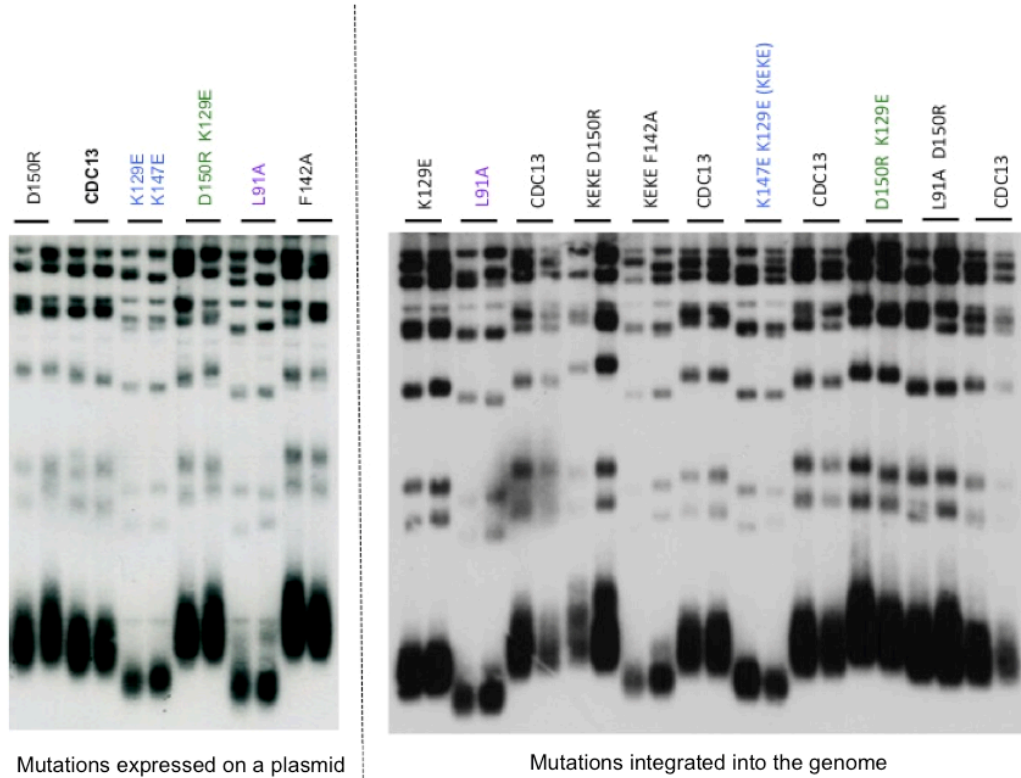 D150R
CDC13
K129E
K147E
D150R K129E
L91A
F142A
K129E
L91A
CDC13
KEKE D150R
KEKE F142A
CDC13
K147E K129E (KEKE)
CDC13
D150R K129E
L91A D150R
CDC13
Mutations expressed on a plasmid
Mutations integrated into the genome